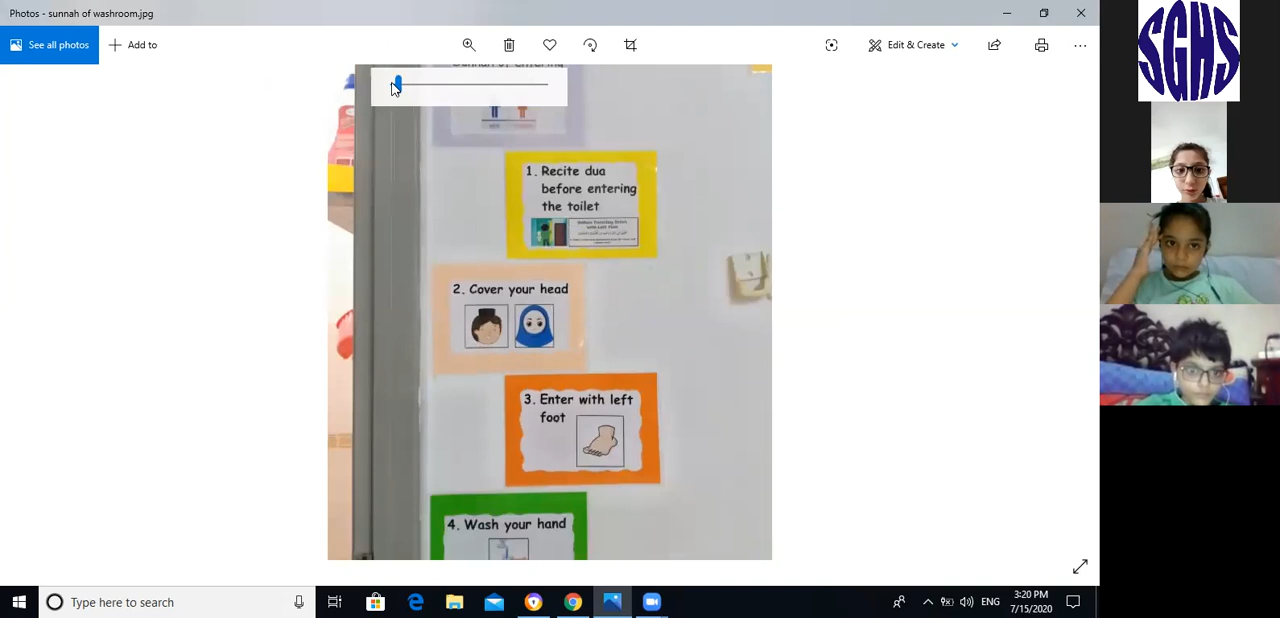 Photos - sunnah of washroom.jpg
See all photos
Add to
Edit & Create
SGHS
1. Recite dua
before entering
the toilet
2. Cover your head
3. Enter with left
foot
4. Wash your hand
Type here to search
ENG
3:20 PM
7/15/2020